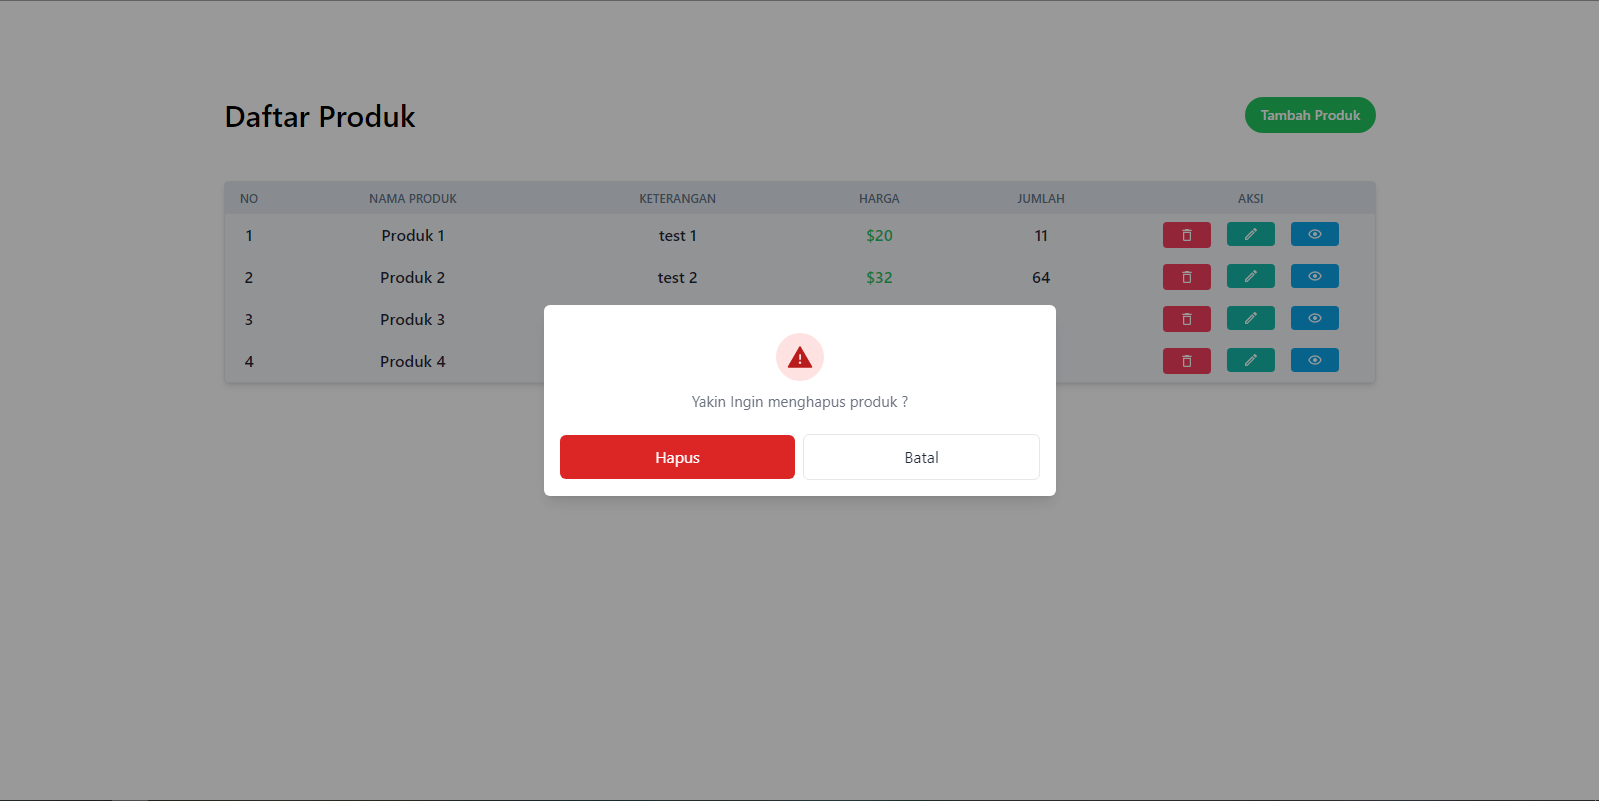 Daftar Produk
Tambah Produk
NO NAMA PRODUK KETERANGAN HARGA JUMLAH AKSI
1 Produk 1 test 1 $20 11
2 Produk 2 test 2 $32 64
3 Produk 3
4 Produk 4
Yakin Ingin menghapus produk ?
Hapus Batal